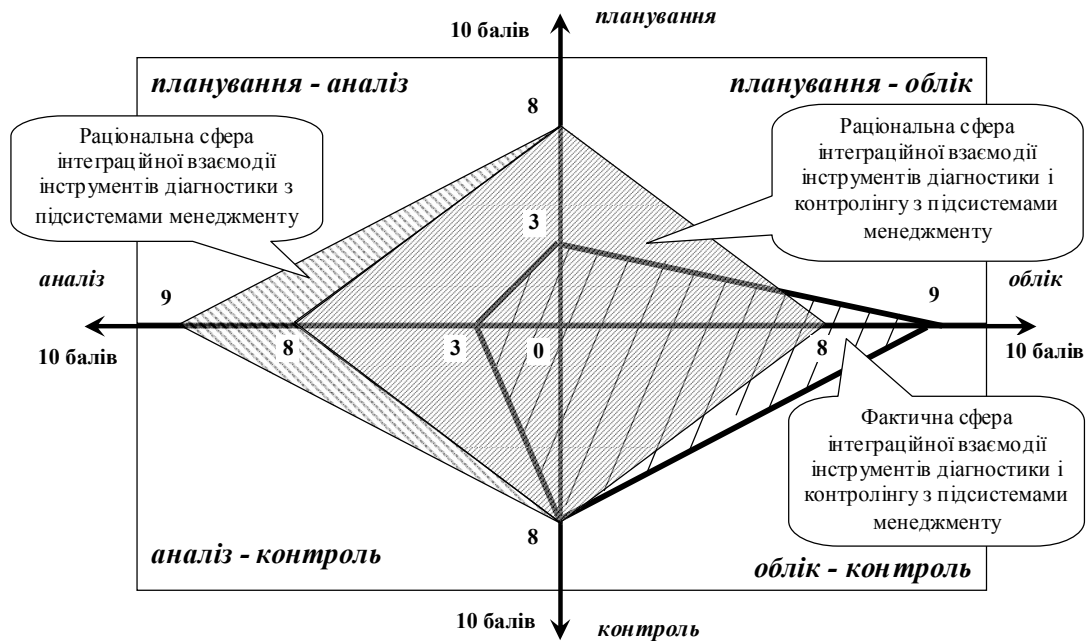 планування
10 балів
планування - аналіз
планування - облік
8
Раціональна сфера
інтеграційної взаємодії
інструментів діагностики з
підсистемами менеджменту
Раціональна сфера
інтеграційної взаємодії
інструментів діагностики і
контролінгу з підсистемами
менеджменту
3
аналіз
облік
9
9
8
3
0
8
10 балів
10 балів
Фактична сфера
інтеграційної взаємодії
інструментів діагностики і
контролінгу з підсистемами
менеджменту
8
аналіз - контроль
облік - контроль
10 балів
контроль